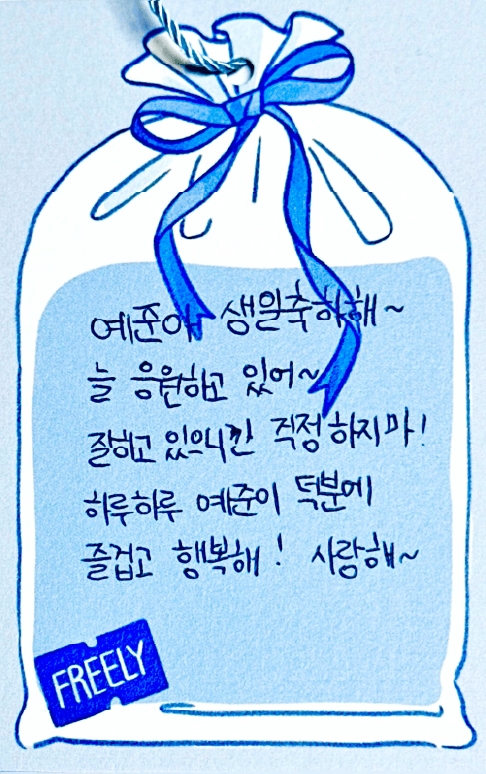 예준아 생일축하해~
늘 응원하고 있어~
잘하고 있으니깐 걱정하지마!
하루하루 예준이 덕분에
즐겁고 행복해! 사랑해~
FREELY